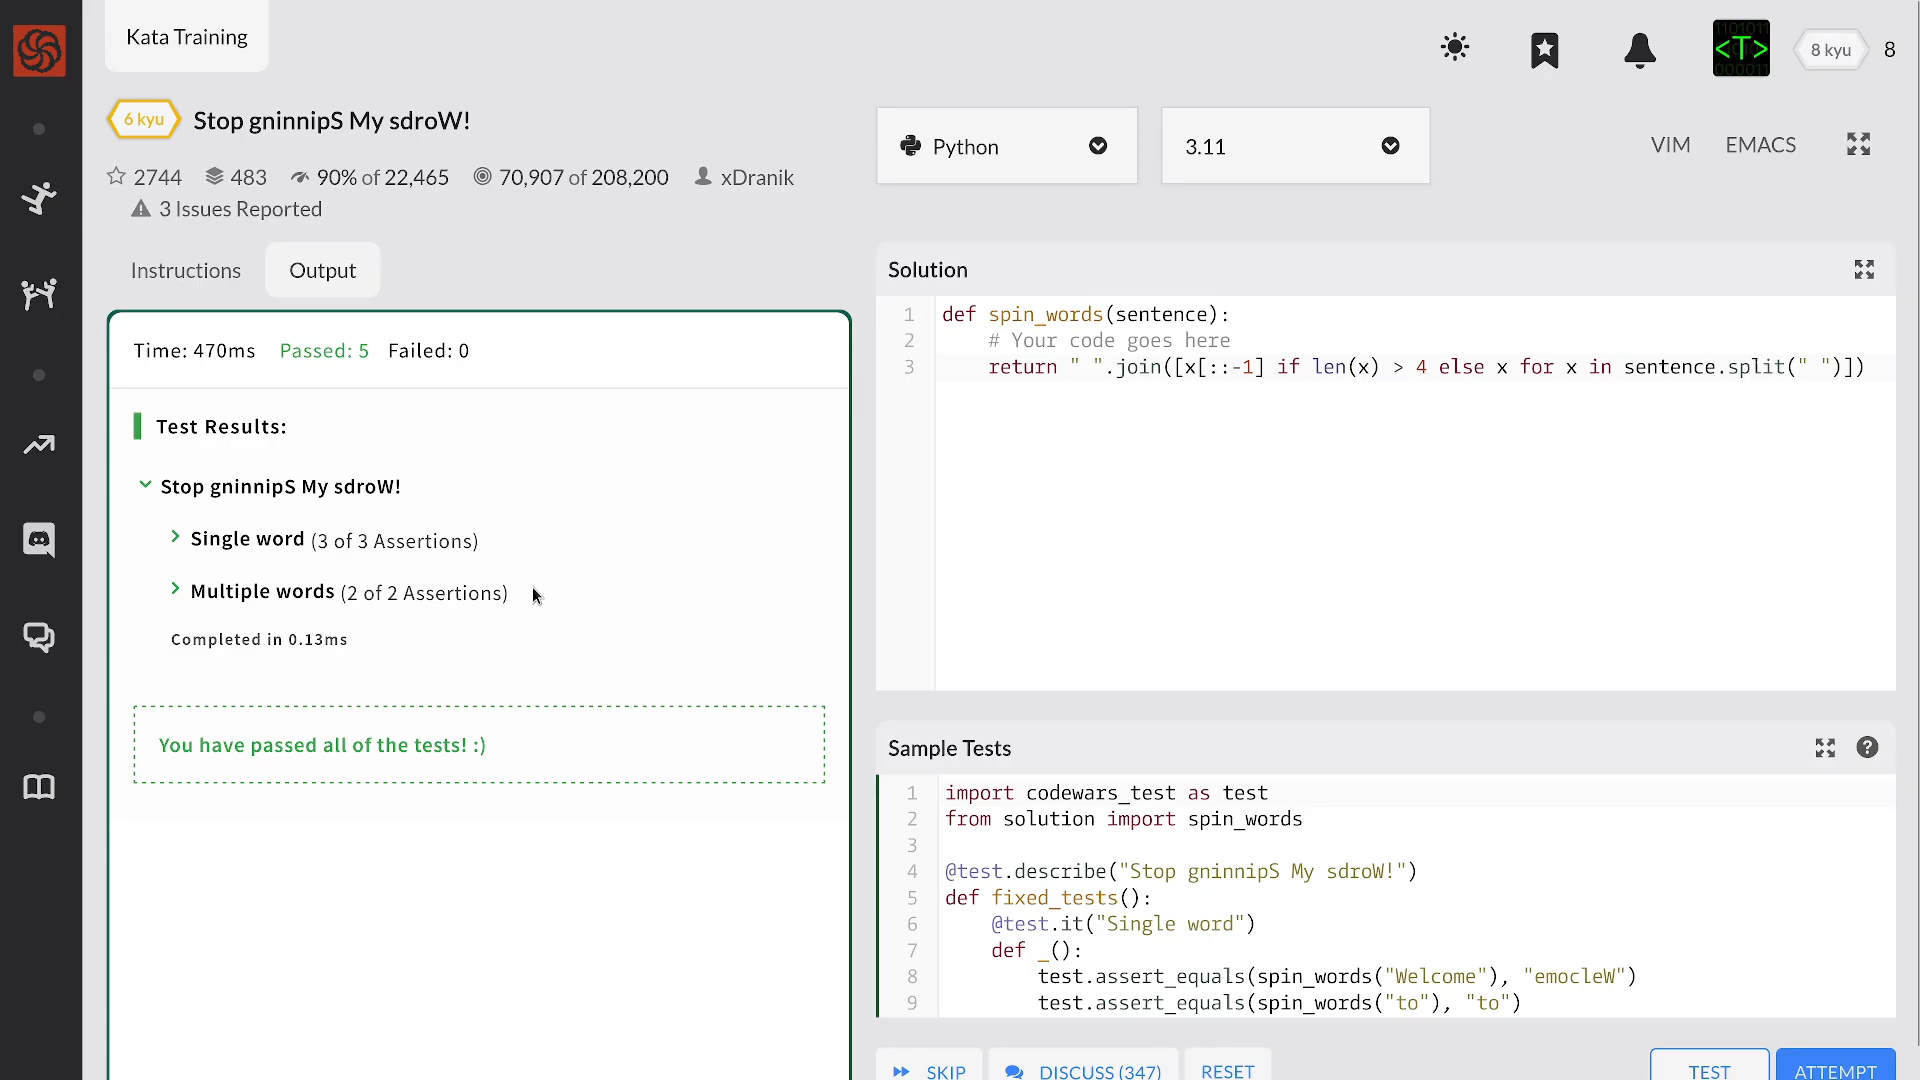 Kata Training
1101011
<T>
000011
8 kyu
8
6 kyu
Stop gninnipS My sdroW!
2744
483
90% of 22,465
70,907 of 208,200
xDranik
3 Issues Reported
Python
3.11
VIM
EMACS
Instructions
Output
Time: 470ms
Passed: 5
Failed: 0
Test Results:
Stop gninnipS My sdroW!
Single word (3 of 3 Assertions)
Multiple words (2 of 2 Assertions)
Completed in 0.13ms
You have passed all of the tests! :)
Solution
1 def spin_words(sentence):
2     # Your code goes here
3     return " ".join([x[::-1] if len(x) > 4 else x for x in sentence.split(" ")])
Sample Tests
?
1 import codewars_test as test
2 from solution import spin_words
3
4 @test.describe("Stop gninnipS My sdroW!")
5 def fixed_tests():
6     @test.it("Single word")
7     def _():
8         test.assert_equals(spin_words("Welcome"), "emocleW")
9         test.assert_equals(spin_words("to"), "to")
SKIP
DISCUSS (347)
RESET
TEST
ATTEMPT